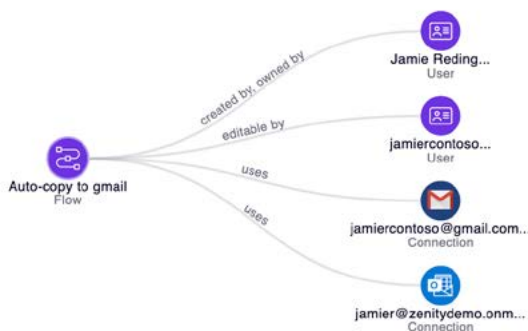 Jamie Reding...
User
created by, owned by
jamiercontoso...
User
editable by
Auto-copy to gmail
Flow
uses
jamiercontoso@gmail.com...
Connection
uses
jamier@zenitydemo.onm...
Connection